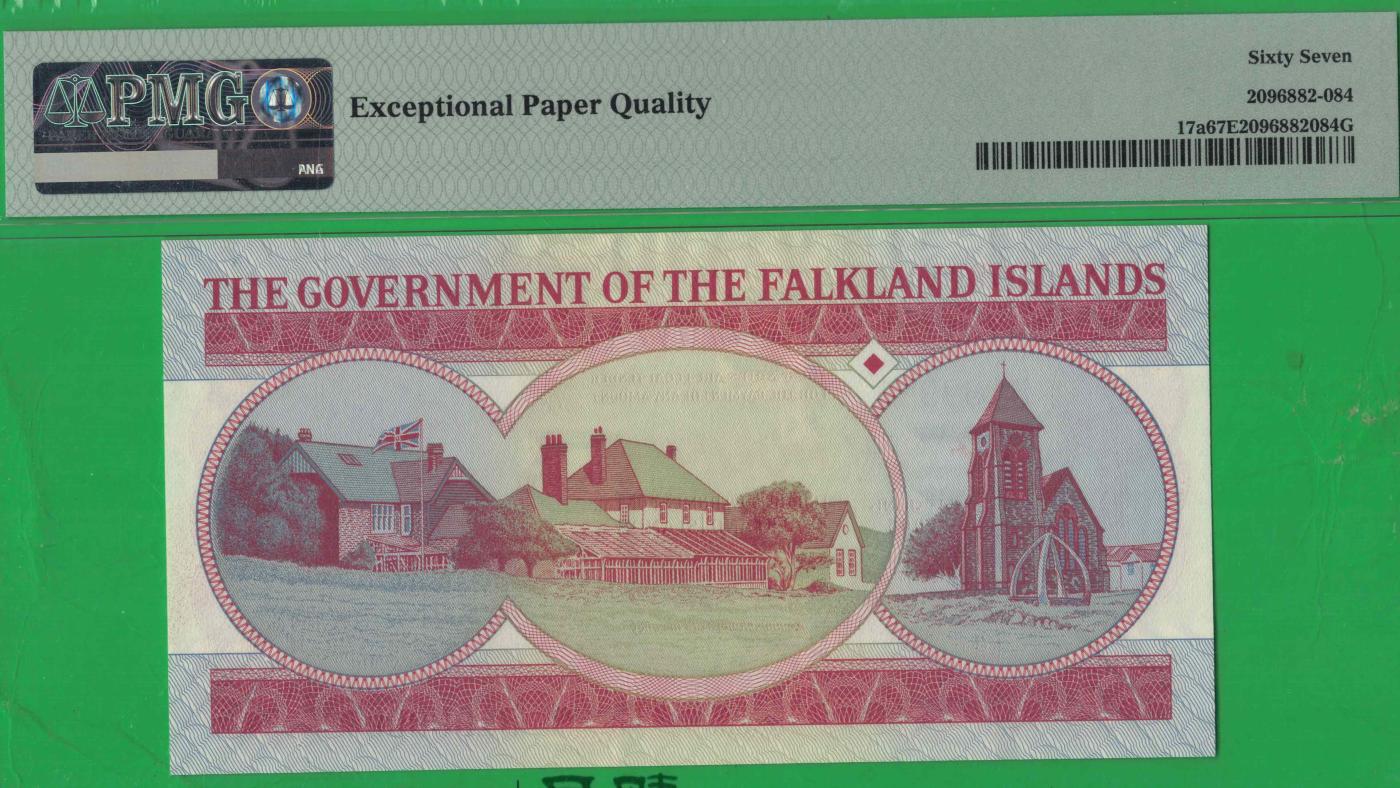 PMG
Exceptional Paper Quality
Sixty Seven
2096882-084
17a67E2096882084G
THE GOVERNMENT OF THE FALKLAND ISLANDS